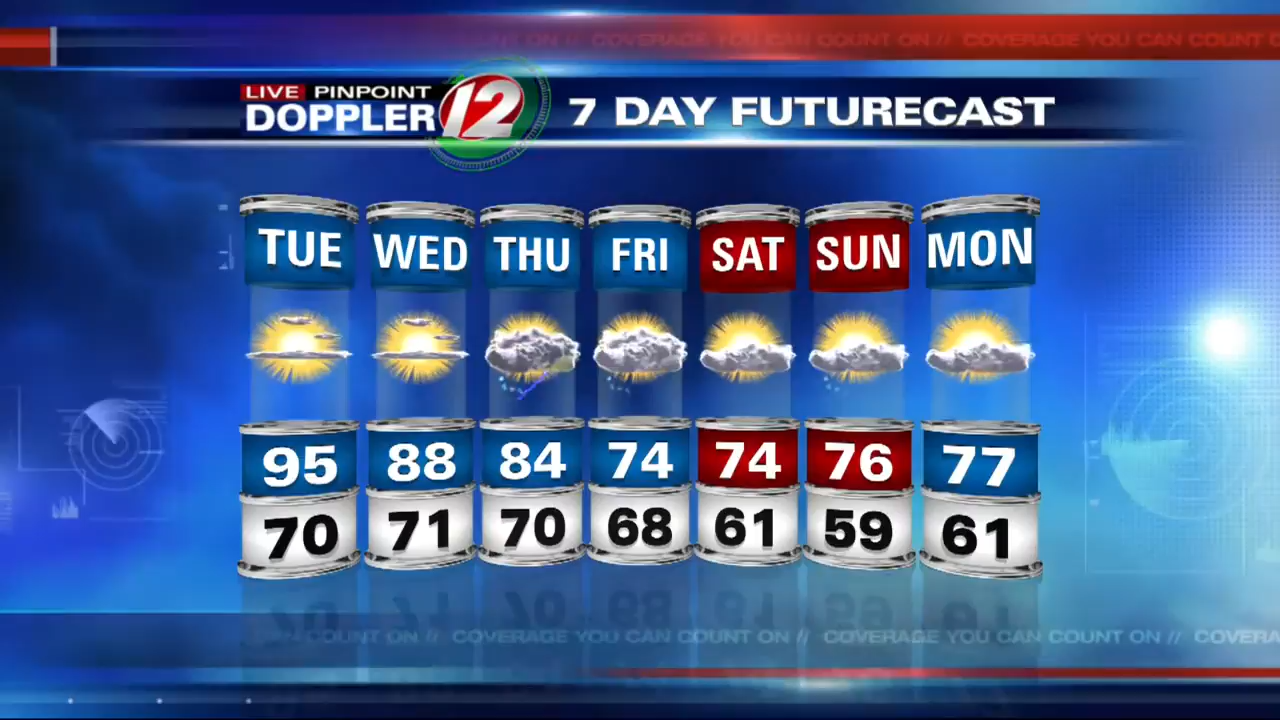 COVERAGE YOU CAN COUNT ON // COVERAGE YOU CAN COUNT
LIVE PINPOINT
DOPPLER 12
7 DAY FUTURECAST
TUE WED THU FRI SAT SUN MON
95 88 84 74 74 76 77
70 71 70 68 61 59 61
COUNT ON // COVERAGE YOU CAN COUNT ON // COVERAGE YOU CAN COUNT ON //